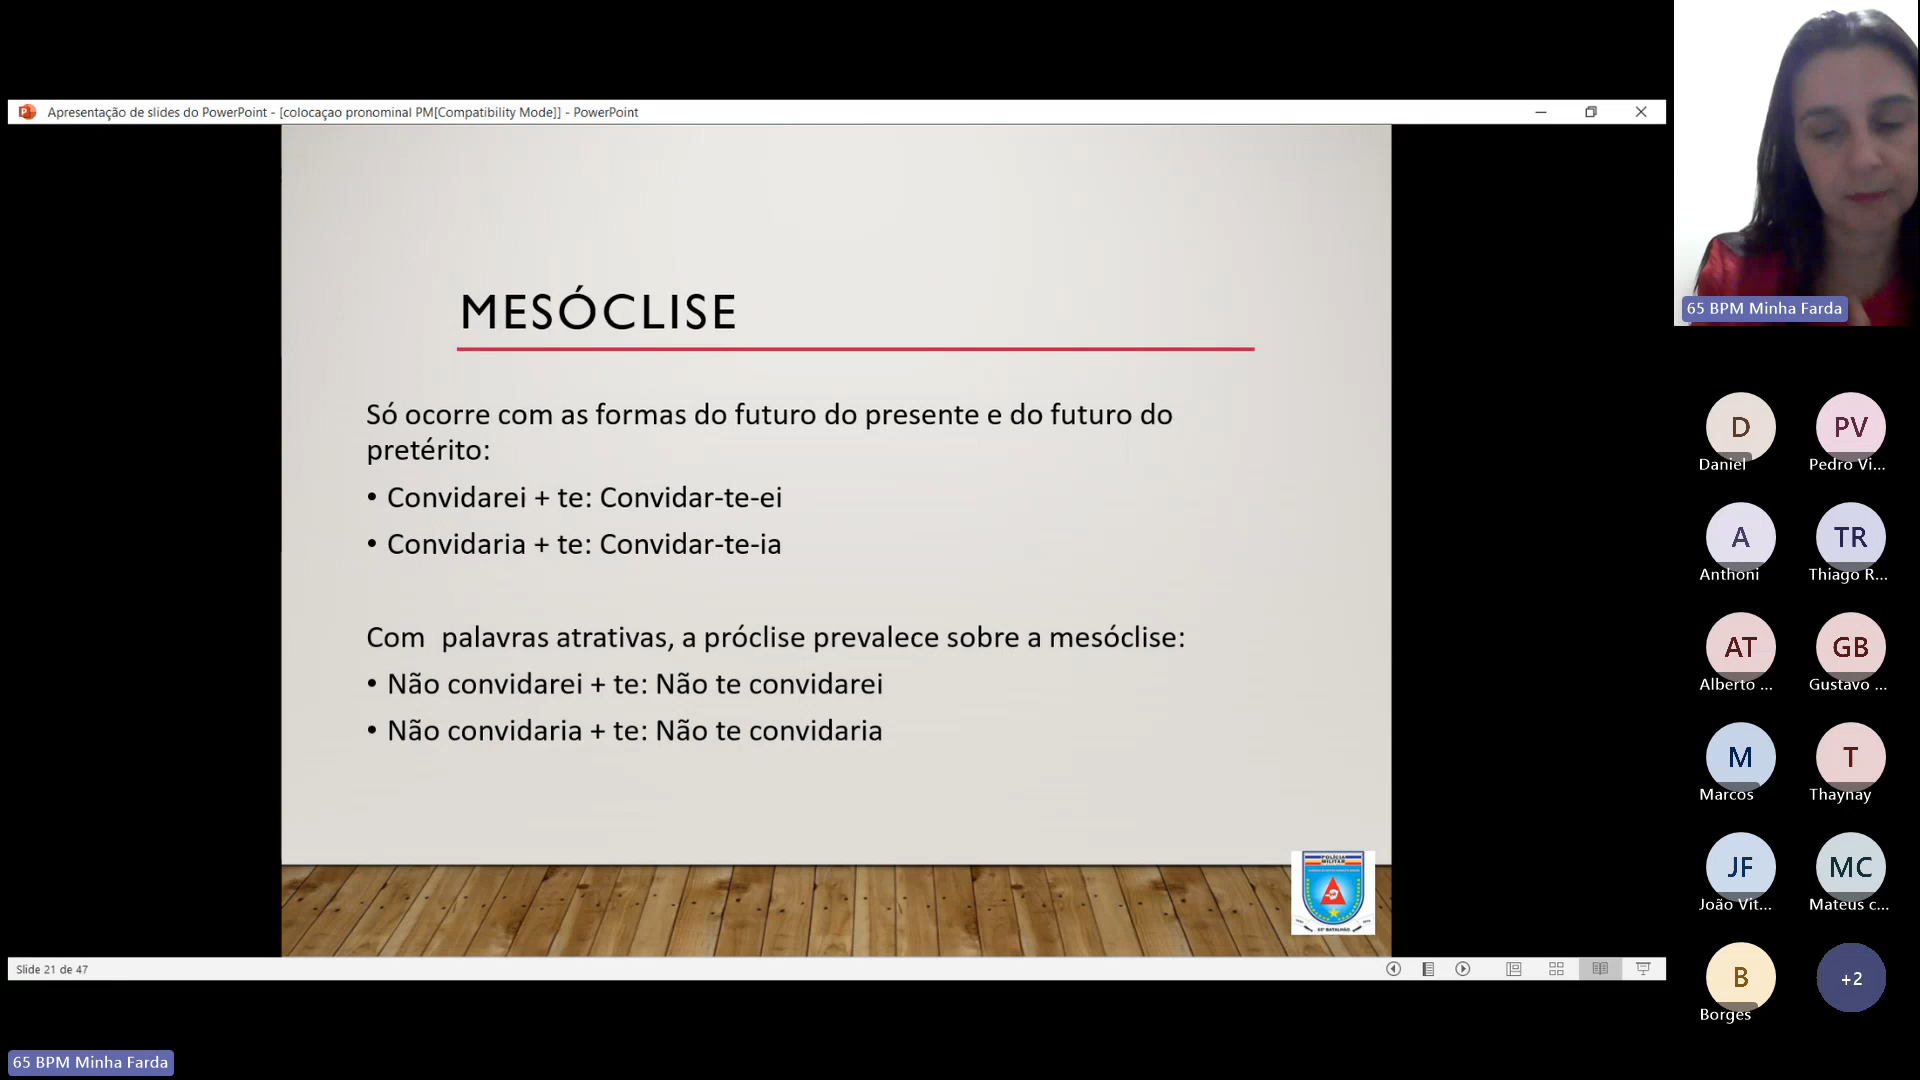 Apresentação de slides do PowerPoint - [colocaçao pronominal PM[Compatibility Mode]] - PowerPoint
MESÓCLISE
Só ocorre com as formas do futuro do presente e do futuro do
pretérito:
• Convidarei + te: Convidar-te-ei
• Convidaria + te: Convidar-te-ia
Com  palavras atrativas, a próclise prevalece sobre a mesóclise:
• Não convidarei + te: Não te convidarei
• Não convidaria + te: Não te convidaria
POLÍCIA
MILITAR
65º BATALHÃO
Slide 21 de 47
65 BPM Minha Farda
65 BPM Minha Farda
D
Daniel
PV
Pedro Vi...
A
Anthoni
TR
Thiago R...
AT
Alberto ...
GB
Gustavo ...
M
Marcos
T
Thaynay
JF
João Vit...
MC
Mateus c...
B
Borges
+2